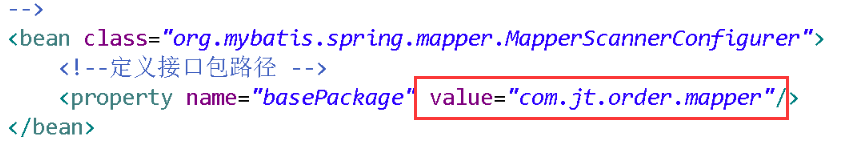 -->
<bean class="org.mybatis.spring.mapper.MapperScannerConfigurer">
<!--定义接口包路径 -->
<property name="basePackage" value="com.jt.order.mapper"/>
</bean>